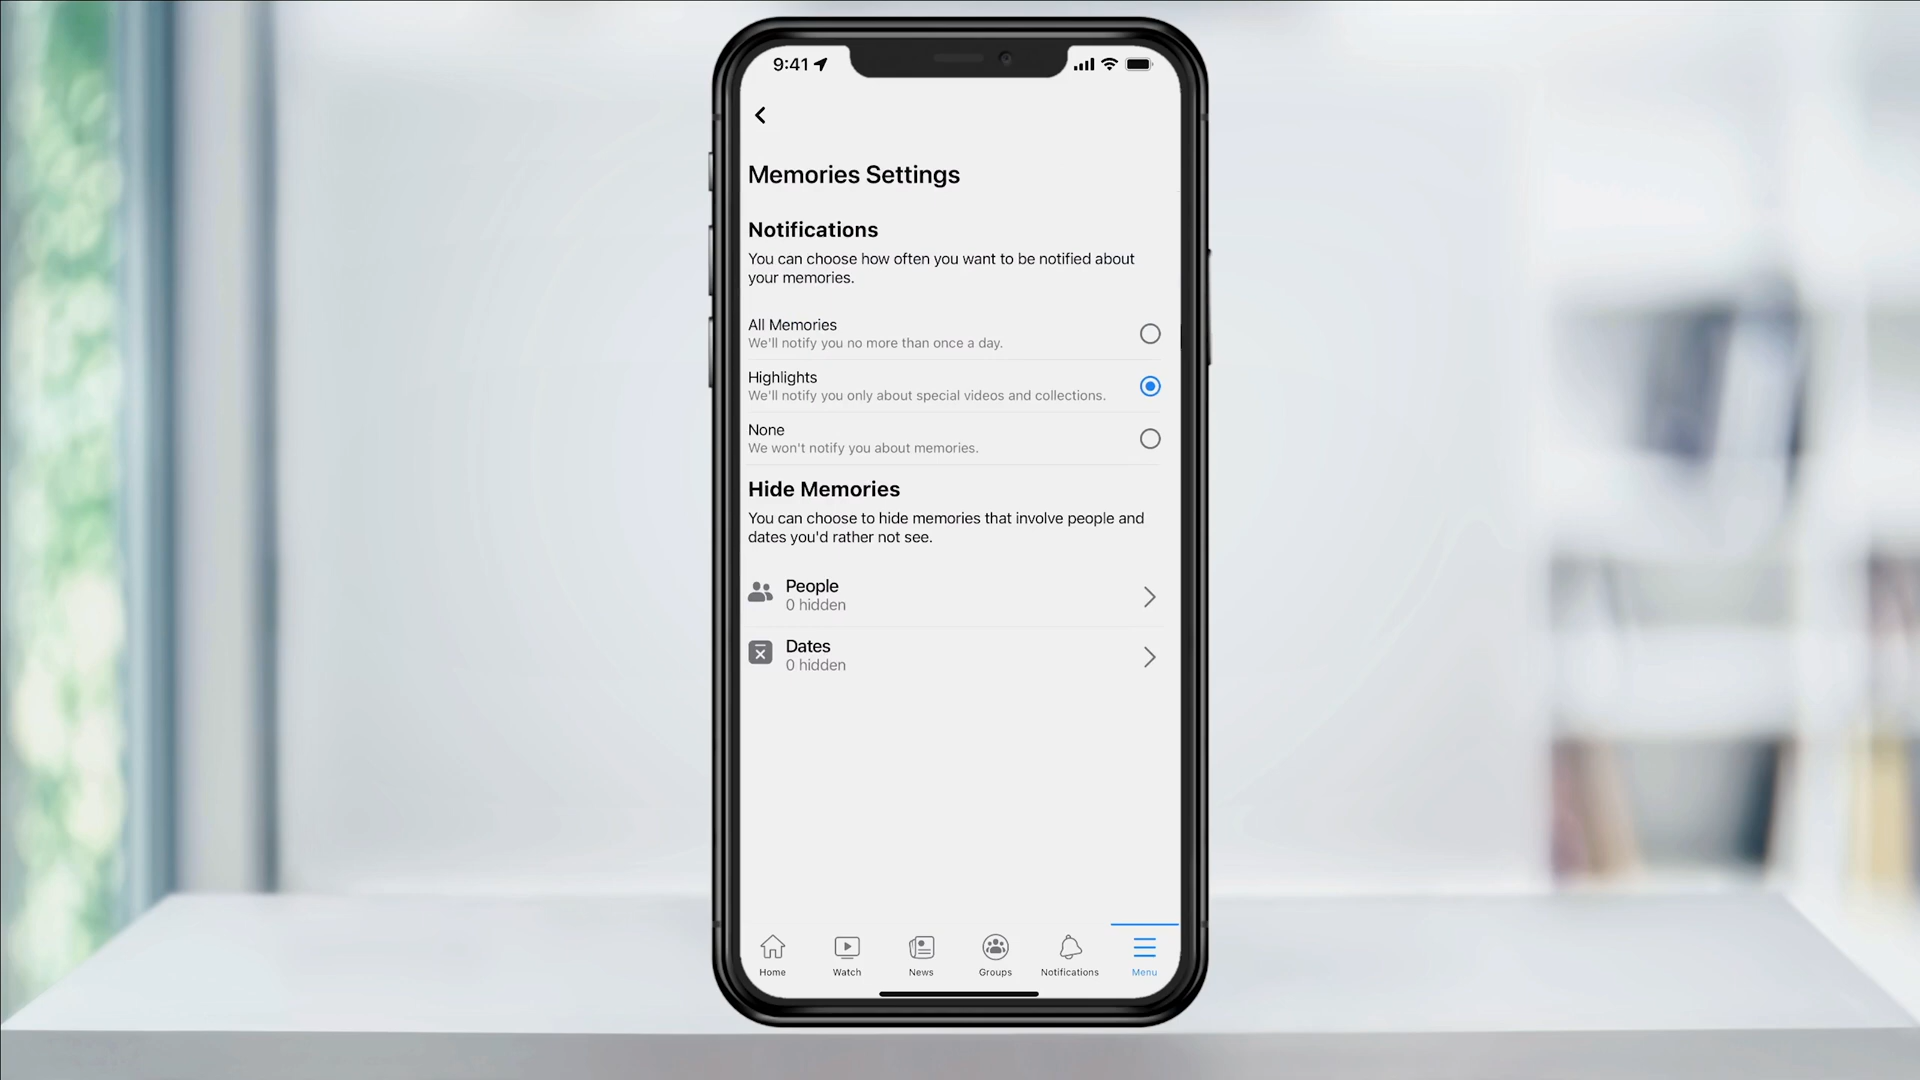 9:41
Memories Settings
Notifications
You can choose how often you want to be notified about
your memories.
All Memories
We'll notify you no more than once a day.
Highlights
We'll notify you only about special videos and collections.
None
We won't notify you about memories.
Hide Memories
You can choose to hide memories that involve people and
dates you'd rather not see.
People
0 hidden
Dates
0 hidden
Home Watch News Groups Notifications Menu